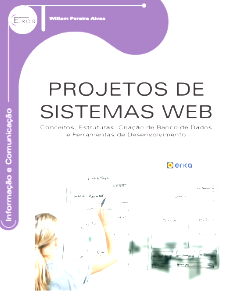 Érica
William Pereira Alves
PROJETOS DE
SISTEMAS WEB
Conceitos, Estruturas, Criação de Banco de Dados
e Ferramentas de Desenvolvimento
érica
Informação e Comunicação